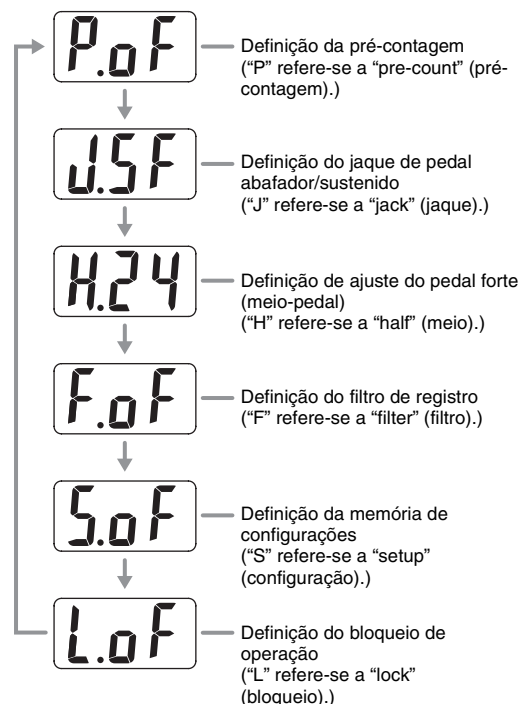 P.oF
Definição da pré-contagem
(“P” refere-se a “pre-count” (pré-
contagem).)
J.SF
Definição do jaque de pedal
abafador/sustenido
(“J” refere-se a “jack” (jaque).)
H.24
Definição de ajuste do pedal forte
(meio-pedal)
(“H” refere-se a “half” (meio).)
F.oF
Definição do filtro de registro
(“F” refere-se a “filter” (filtro).)
S.oF
Definição da memória de
configurações
(“S” refere-se a “setup”
(configuração).)
L.oF
Definição do bloqueio de
operação
(“L” refere-se a “lock”
(bloqueio).)